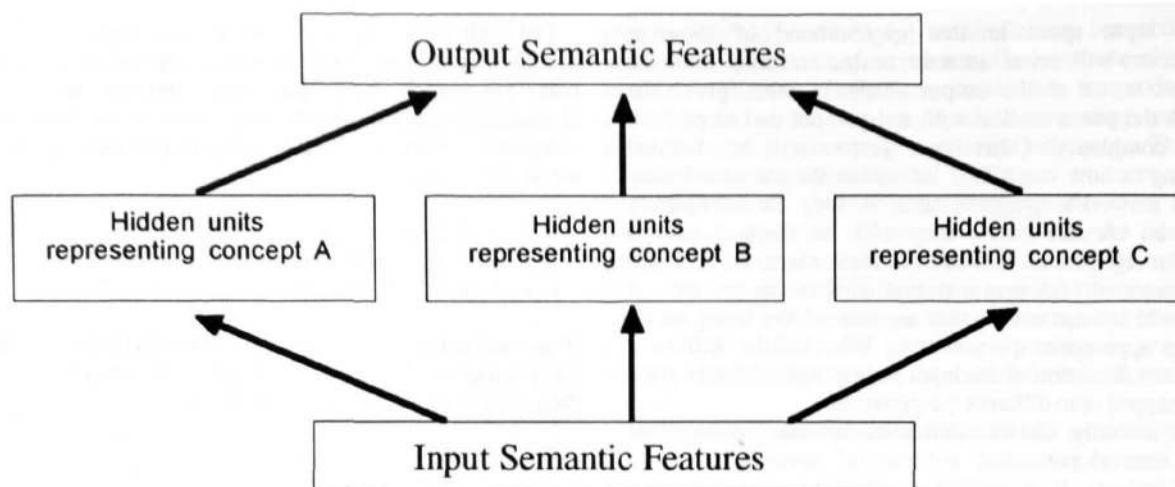 Output Semantic Features
Hidden units
representing concept A
Hidden units
representing concept B
Hidden units
representing concept C
Input Semantic Features